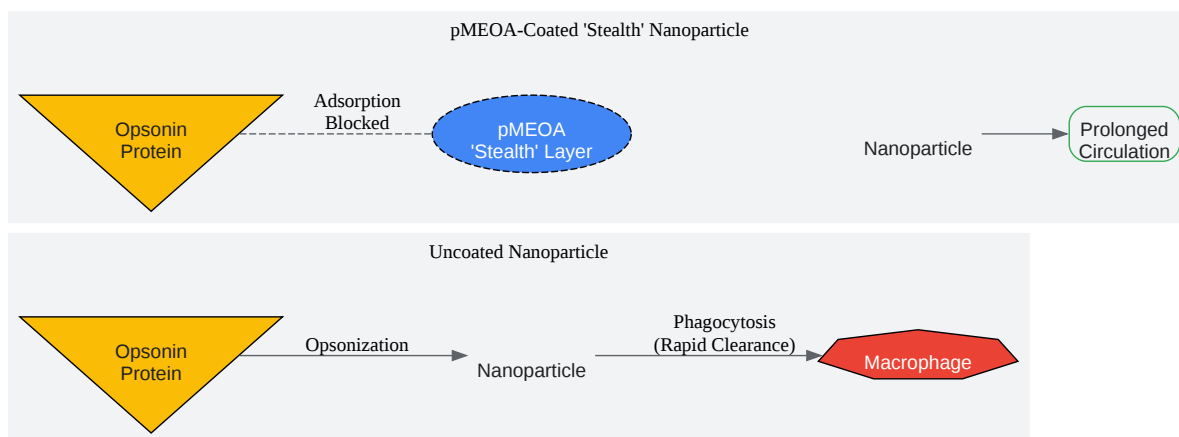 pMEOA-Coated 'Stealth' Nanoparticle
Opsonin
Protein
Adsorption
Blocked
pMEOA
'Stealth' Layer
Nanoparticle
Prolonged
Circulation
Uncoated Nanoparticle
Opsonin
Protein
Opsonization
Nanoparticle
Phagocytosis
(Rapid Clearance)
Macrophage